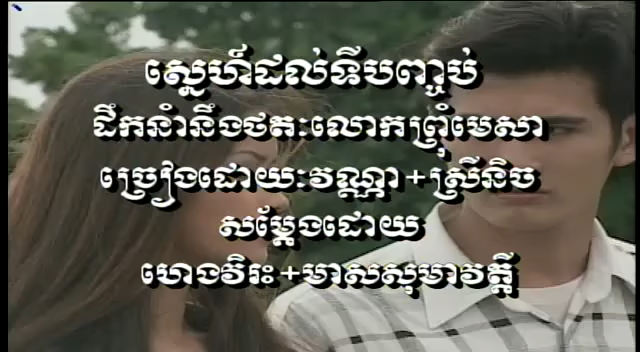 ស្នេហ៍ដល់ទីបញ្ចប់
ដឹកនាំនឹងថតៈលោកព្រុំមេសា
ច្រៀងដោយៈវណ្ណា+ស្រីនិច
សម្ដែងដោយ
ហេងវិរះ+មាសសុមាវត្តី